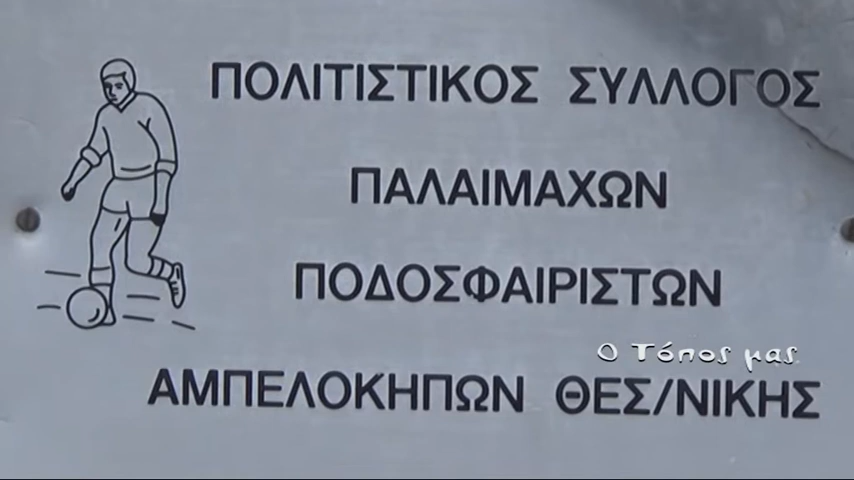 ΠΟΛΙΤΙΣΤΙΚΟΣ ΣΥΛΛΟΓΟΣ
ΠΑΛΑΙΜΑΧΩΝ
ΠΟΔΟΣΦΑΙΡΙΣΤΩΝ
Ο Τόπος μας
ΑΜΠΕΛΟΚΗΠΩΝ ΘΕΣ/ΝΙΚΗΣ